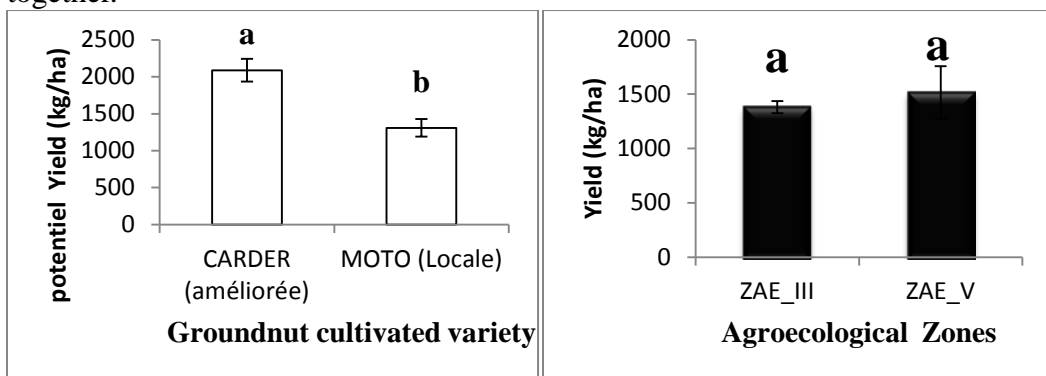 together.
a
b
potentiel Yield (kg/ha)
2500
2000
1500
1000
500
0
CARDER
(améliorée)
MOTO (Locale)
Groundnut cultivated variety
a
a
Yield (kg/ha)
2000
1500
1000
500
0
ZAE_III
ZAE_V
Agroecological Zones